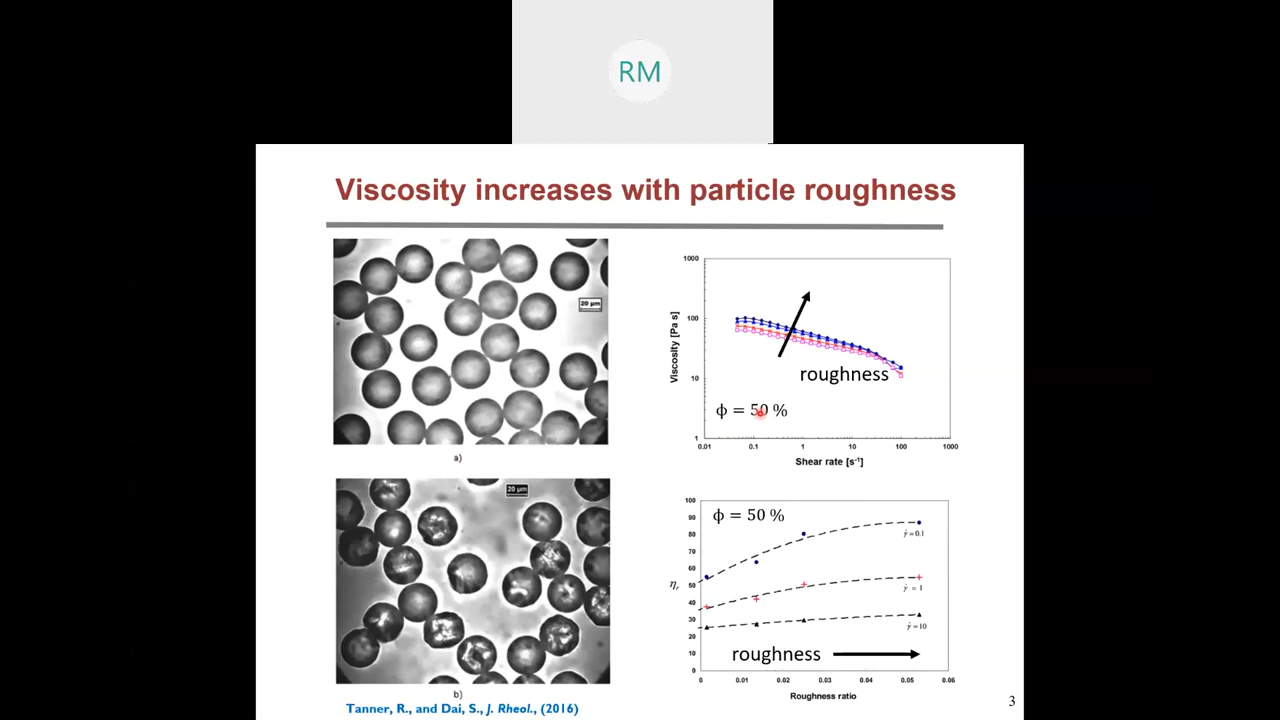 RM
Viscosity increases with particle roughness
20 μm
a)
20 μm
b)
Tanner, R., and Dai, S., J. Rheol., (2016)
1000
100
10
1
Viscosity [Pa s]
roughness
ϕ = 50 %
0.01 0.1 1 10 100 1000
Shear rate [s⁻¹]
100
90
80
70
60
50
40
30
20
10
0
ηᵣ
ϕ = 50 %
γ̇ = 0.1
γ̇ = 1
γ̇ = 10
roughness
0 0.01 0.02 0.03 0.04 0.05 0.06
Roughness ratio
3